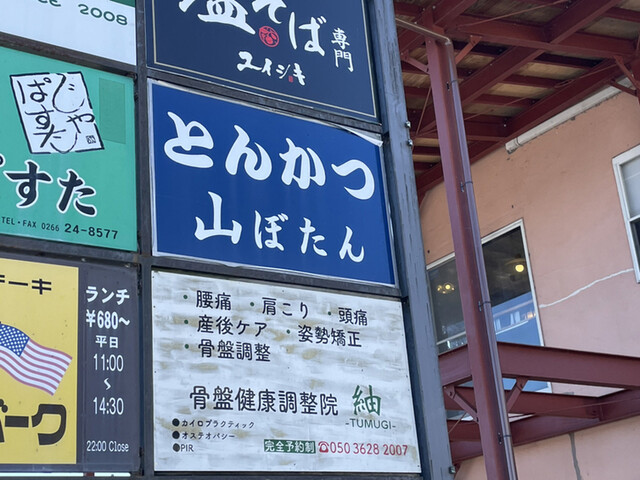 CE 2008
塩そば
専門
ユイジキ
じゃ
ぱすた
すた
TEL・FAX 0266 24-8577
とんかつ
山ぼたん
ーキ
バーク
ランチ
¥680〜
平日
11:00
〜
14:30
22:00 Close
・腰痛 ・肩こり ・頭痛
・産後ケア ・姿勢矯正
・骨盤調整
骨盤健康調整院 紬
-TUMUGI-
●カイロプラクティック
●オステオパシー
●PIR
完全予約制 ☎050 3628 2007